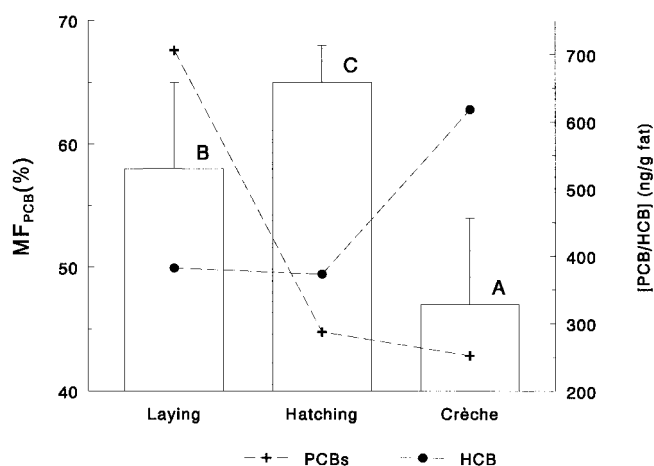 70
60
50
40
MF_PCB(%)
B
C
A
700
600
500
400
300
200
[PCB/HCB] (ng/g fat)
Laying Hatching Crèche
PCBs HCB